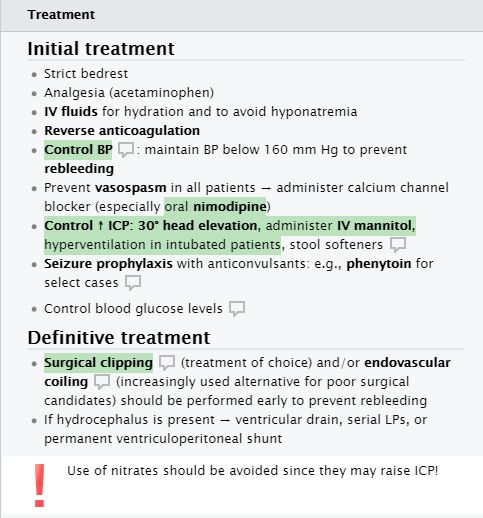 Treatment
Initial treatment
• Strict bedrest
• Analgesia (acetaminophen)
• IV fluids for hydration and to avoid hyponatremia
• Reverse anticoagulation
• Control BP : maintain BP below 160 mm Hg to prevent
rebleeding
• Prevent vasospasm in all patients → administer calcium channel
blocker (especially oral nimodipine)
• Control ↑ ICP: 30° head elevation, administer IV mannitol,
hyperventilation in intubated patients, stool softeners
• Seizure prophylaxis with anticonvulsants: e.g., phenytoin for
select cases
• Control blood glucose levels
Definitive treatment
• Surgical clipping (treatment of choice) and/or endovascular
coiling (increasingly used alternative for poor surgical
candidates) should be performed early to prevent rebleeding
• If hydrocephalus is present → ventricular drain, serial LPs, or
permanent ventriculoperitoneal shunt
! Use of nitrates should be avoided since they may raise ICP!